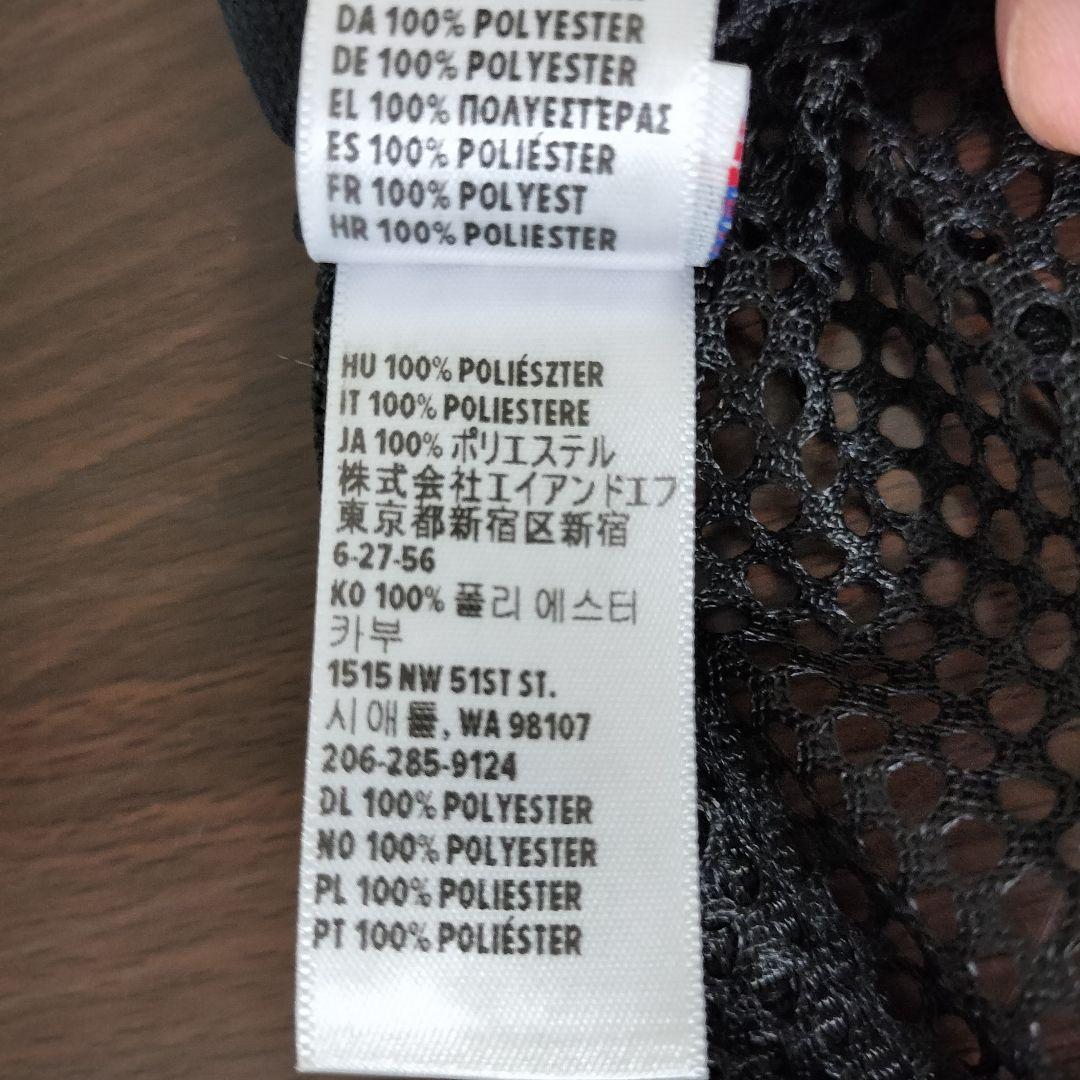 DA 100% POLYESTER
DE 100% POLYESTER
EL 100% ΠΟΛΥΕΣΤΈΡΑΣ
ES 100% POLIÉSTER
FR 100% POLYEST
HR 100% POLIESTER
HU 100% POLIÉSZTER
IT 100% POLIESTERE
JA 100% ポリエステル
株式会社エイアンドエフ
東京都新宿区新宿
6-27-56
KO 100% 폴리 에스터
카부
1515 NW 51ST ST.
시애틀, WA 98107
206-285-9124
DL 100% POLYESTER
NO 100% POLYESTER
PL 100% POLIESTER
PT 100% POLIÉSTER